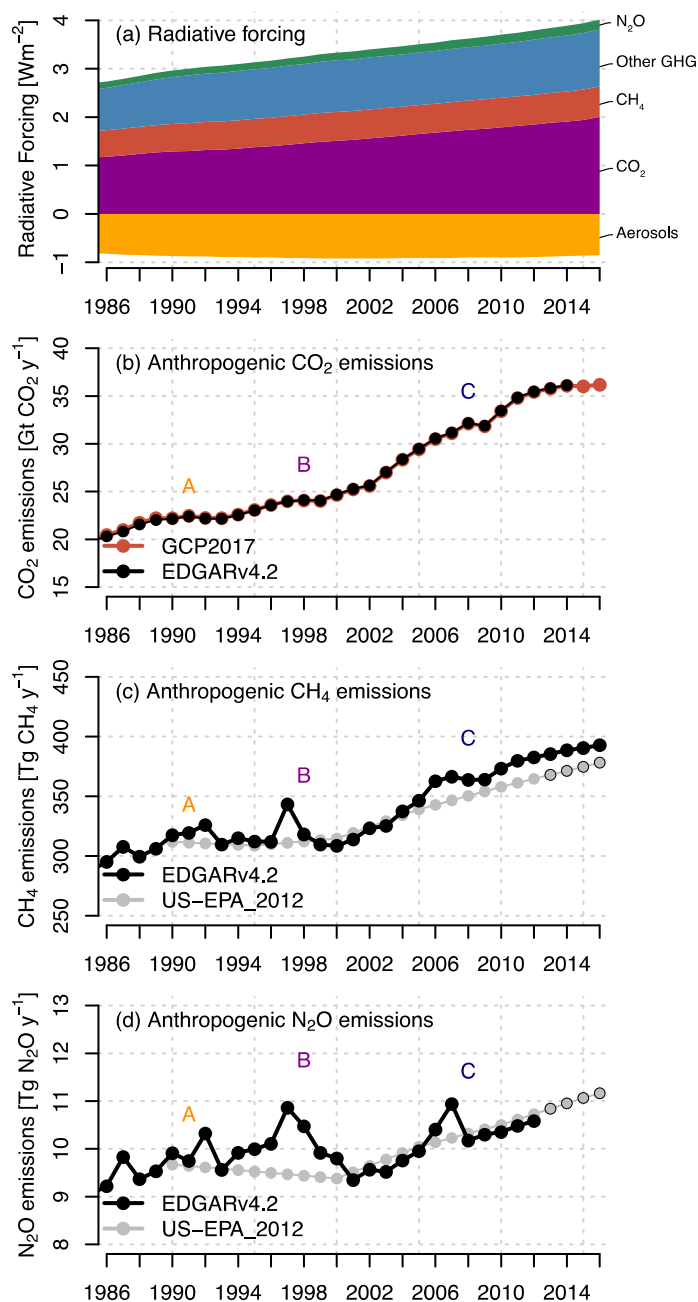 (a) Radiative forcing
Radiative Forcing [Wm⁻²]
4
3
2
1
0
−1
N₂O
Other GHG
CH₄
CO₂
Aerosols
1986 1990 1994 1998 2002 2006 2010 2014
(b) Anthropogenic CO₂ emissions
CO₂ emissions [Gt CO₂ y⁻¹]
40
35
30
25
20
15
A
B
C
GCP2017
EDGARv4.2
1986 1990 1994 1998 2002 2006 2010 2014
(c) Anthropogenic CH₄ emissions
CH₄ emissions [Tg CH₄ y⁻¹]
450
400
350
300
250
A
B
C
EDGARv4.2
US−EPA_2012
1986 1990 1994 1998 2002 2006 2010 2014
(d) Anthropogenic N₂O emissions
N₂O emissions [Tg N₂O y⁻¹]
13
12
11
10
9
8
A
B
C
EDGARv4.2
US−EPA_2012
1986 1990 1994 1998 2002 2006 2010 2014